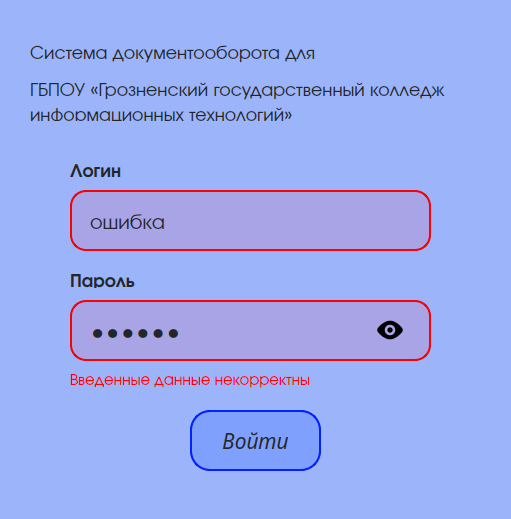 Система документооборота для
ГБПОУ «Грозненский государственный колледж
информационных технологий»
Логин
ошибка
Пароль
●●●●●●
Введенные данные некорректны
Войти